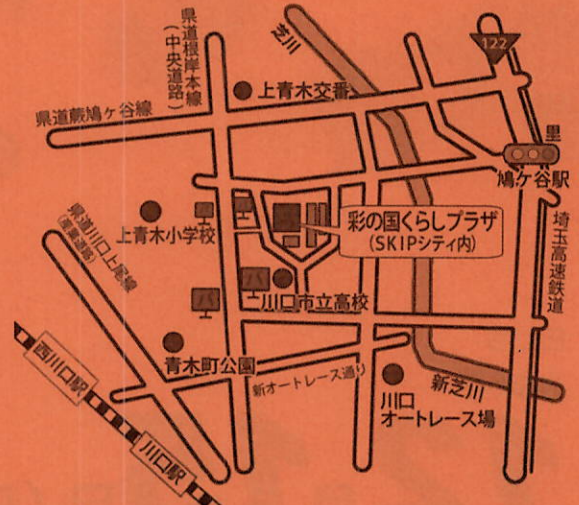 芝川
122
県道根岸本線
(中央道路)
上青木交番
県道蕨鳩ヶ谷線
里
鳩ヶ谷駅
彩の国くらしプラザ
(SKIPシティ内)
上青木小学校
県道川口上尾線
(産業道路)
埼玉高速鉄道
バ
川口市立高校
青木町公園
西川口駅
新オートレース通り
新芝川
川口
オートレース場
川口駅